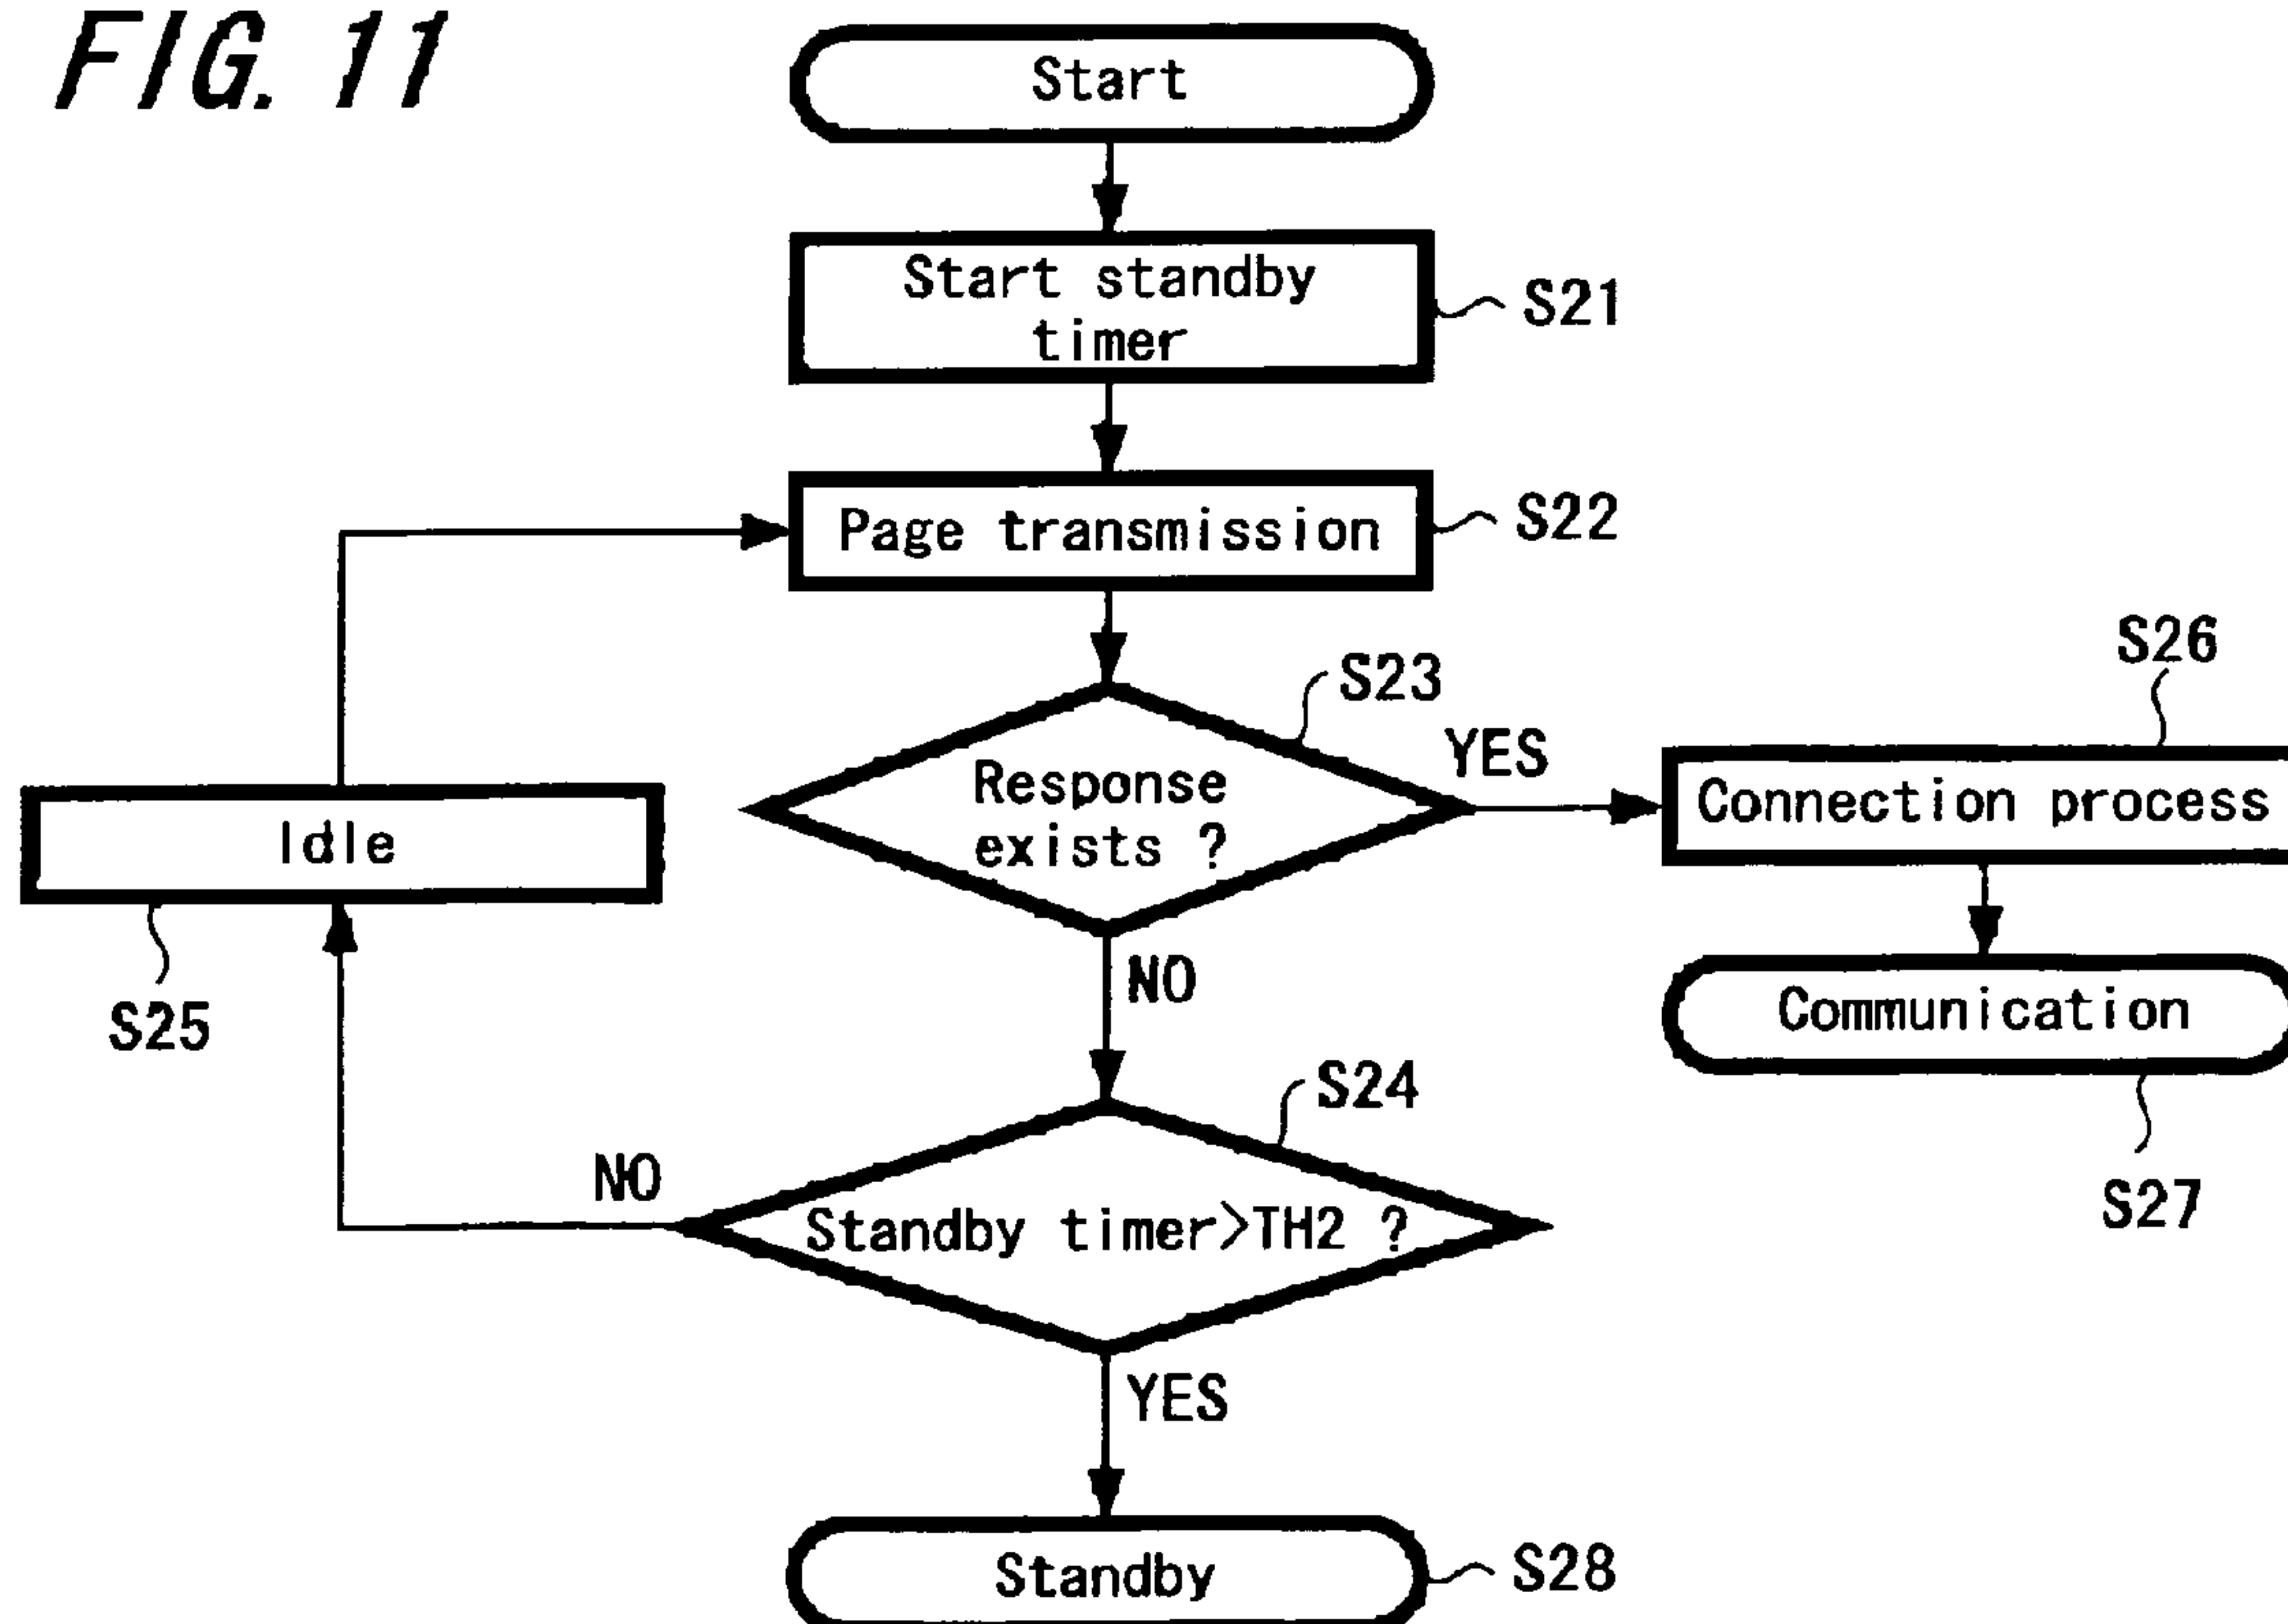 FIG. 11
Start
Start standby
timer
S21
Page transmission
S22
S23
Response
exists ?
YES
NO
S26
Connection process
Communication
S27
Idle
S25
S24
Standby timer>TH2 ?
NO
YES
Standby
S28